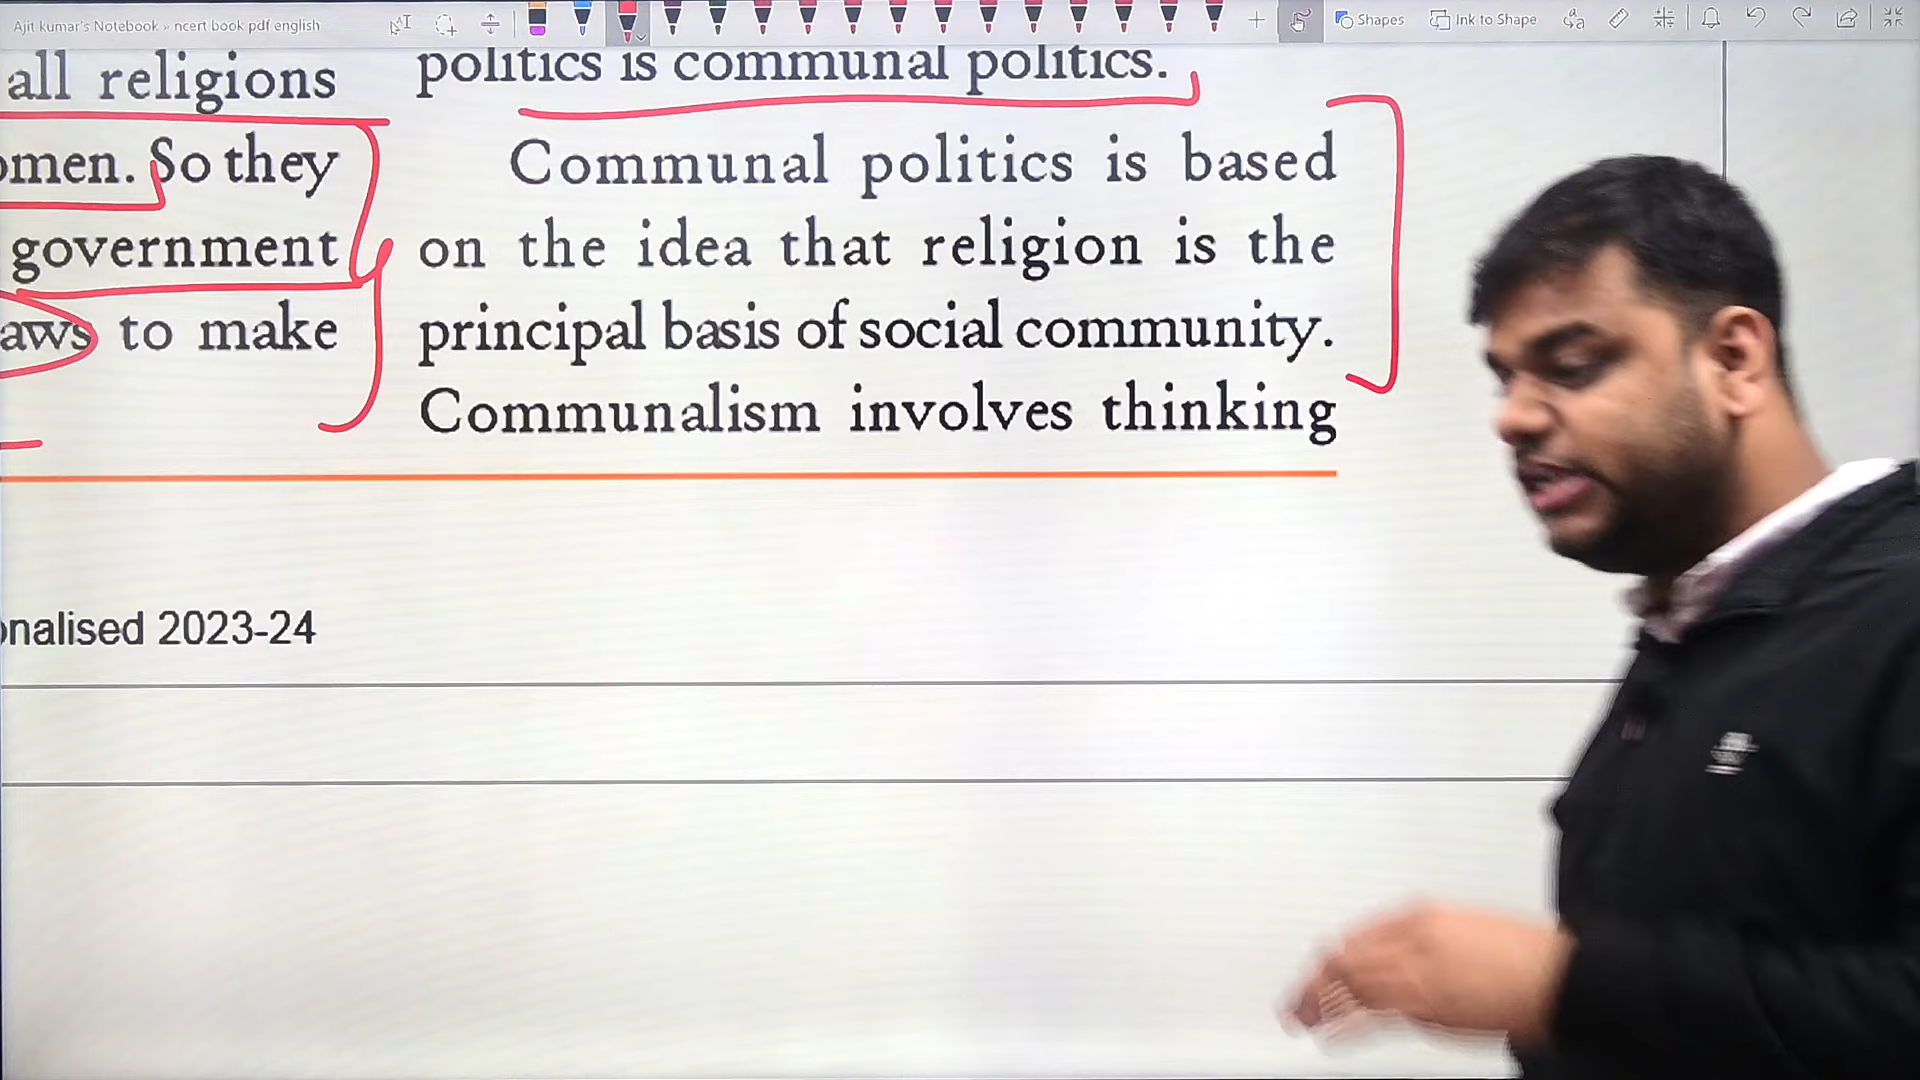 Ajit kumar's Notebook » ncert book pdf english
Shapes
Ink to Shape
all religions
omen. So they
government
aws to make
politics is communal politics.
Communal politics is based
on the idea that religion is the
principal basis of social community.
Communalism involves thinking
onalised 2023-24